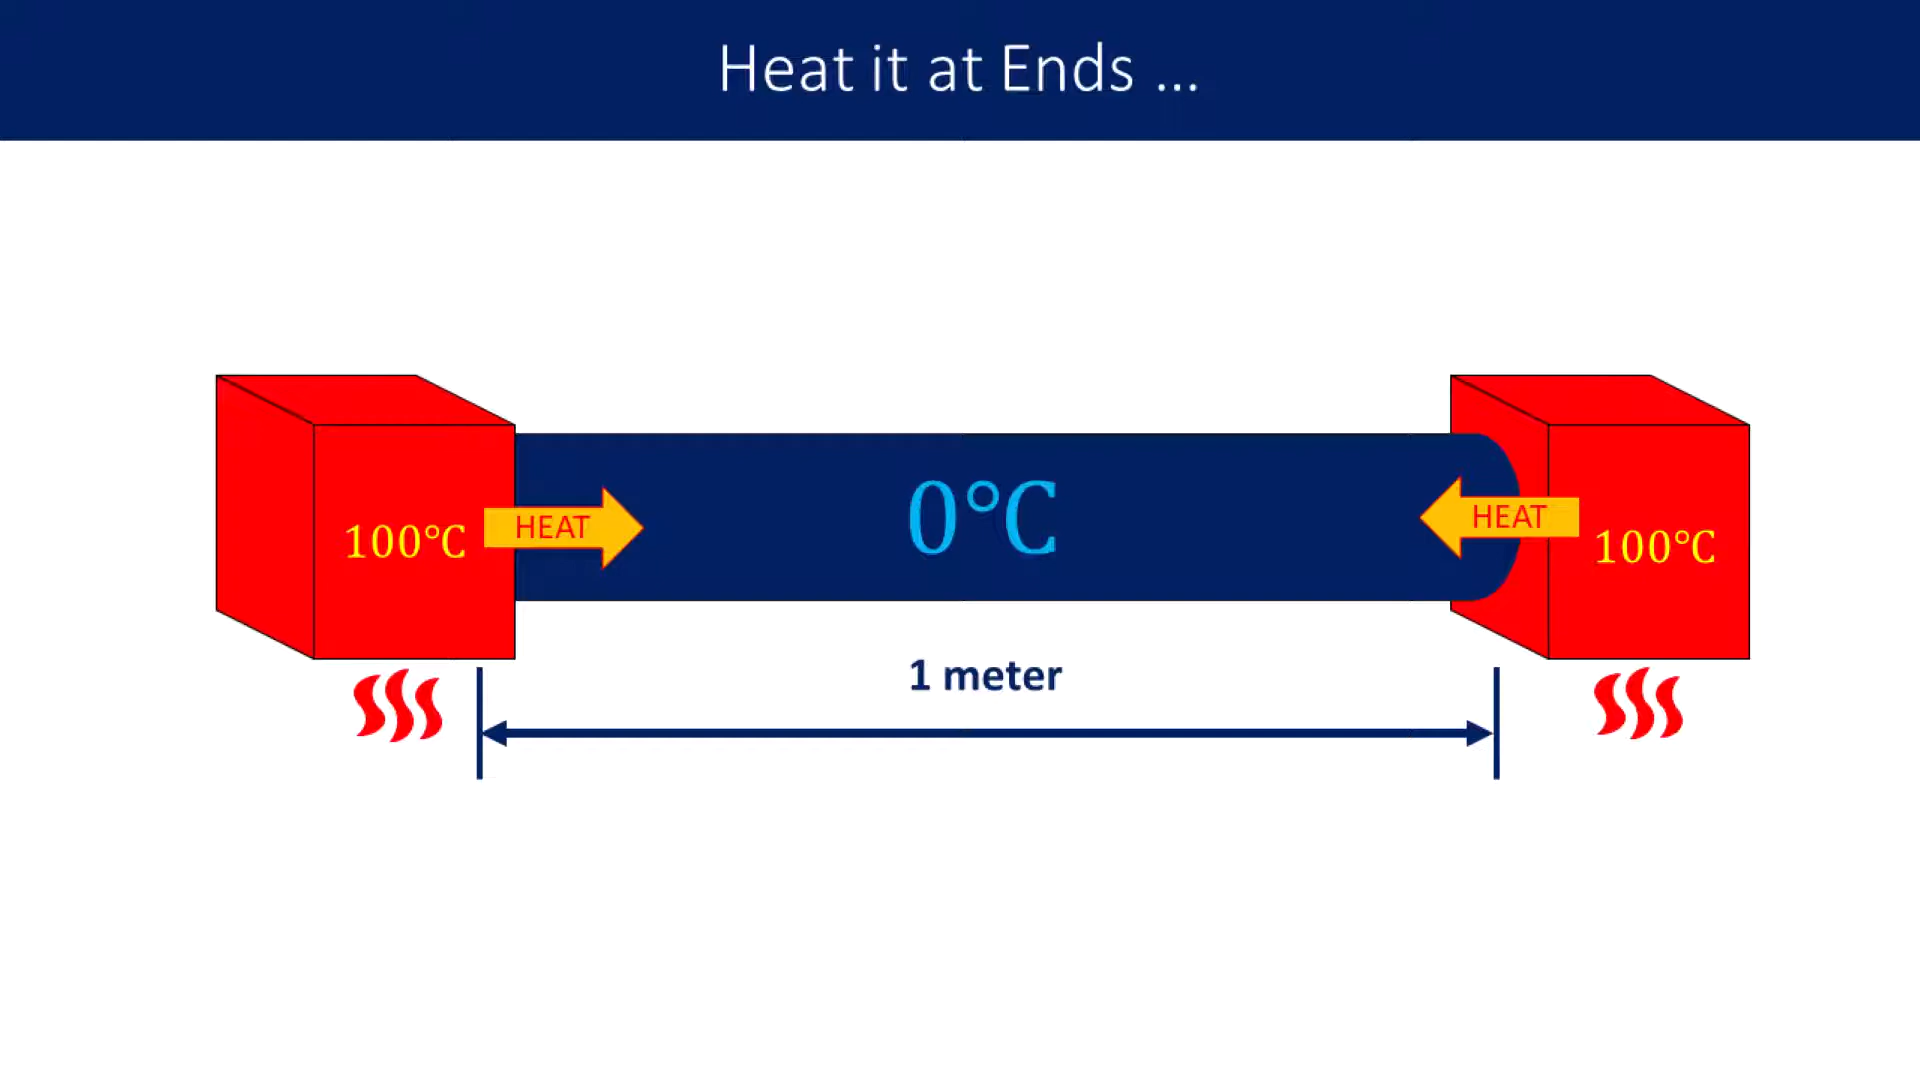 Heat it at Ends ...
100℃
HEAT
0℃
HEAT
100℃
1 meter